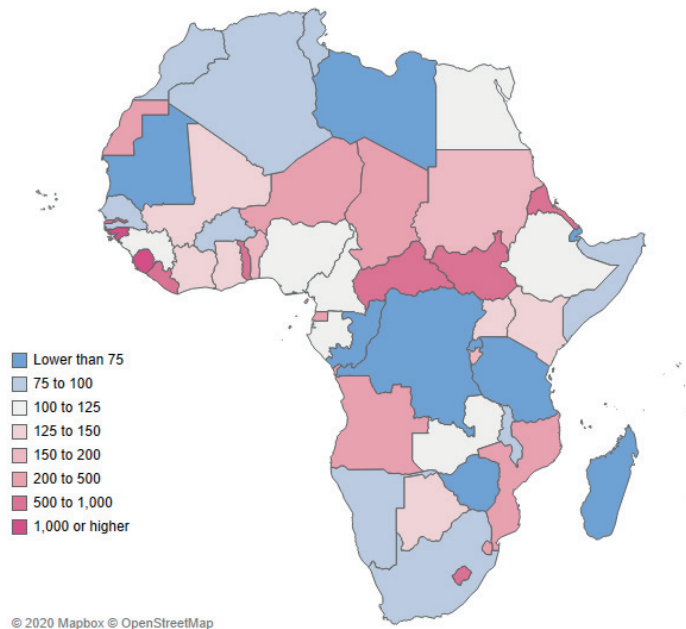 Lower than 75
75 to 100
100 to 125
125 to 150
150 to 200
200 to 500
500 to 1,000
1,000 or higher
© 2020 Mapbox © OpenStreetMap